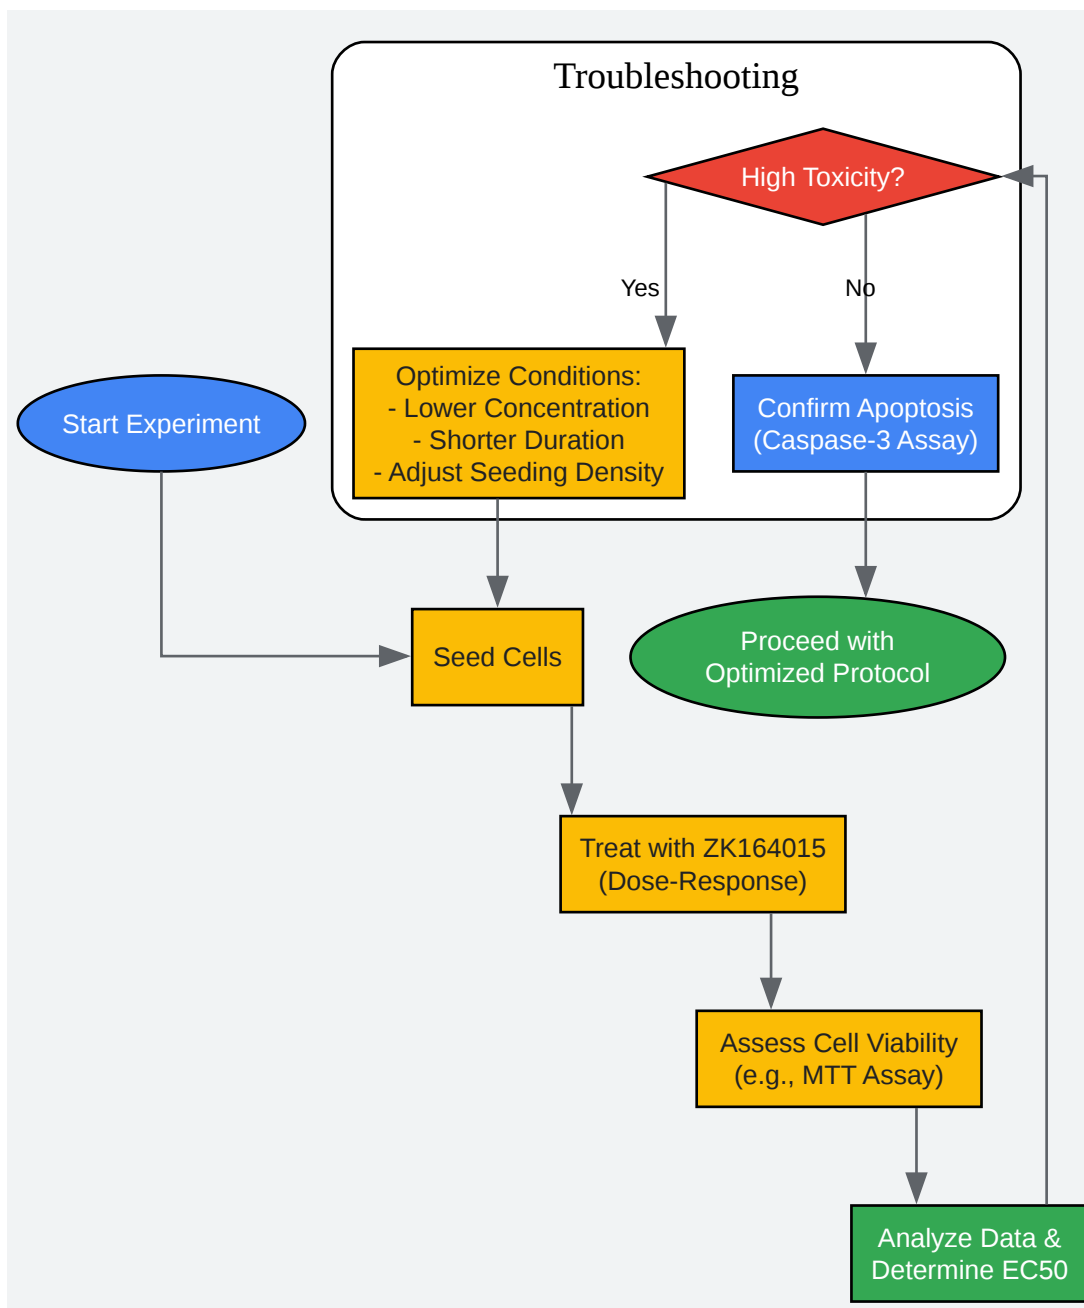 Troubleshooting
High Toxicity?
Yes
No
Optimize Conditions:
- Lower Concentration
- Shorter Duration
- Adjust Seeding Density
Confirm Apoptosis
(Caspase-3 Assay)
Start Experiment
Seed Cells
Proceed with
Optimized Protocol
Treat with ZK164015
(Dose-Response)
Assess Cell Viability
(e.g., MTT Assay)
Analyze Data &
Determine EC50